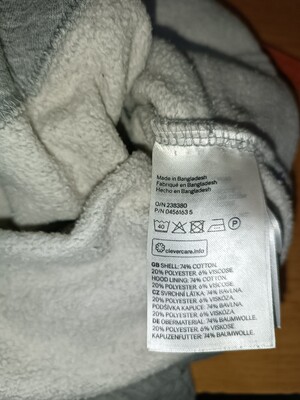 Made in Bangladesh
Fabriqué en Bangladesh
Hecho en Bangladesh
O/N 238380
P/N 0456163 5
40
P
clevercare.info
GB SHELL: 74% COTTON.
20% POLYESTER. 6% VISCOSE
HOOD LINING: 74% COTTON.
20% POLYESTER. 6% VISCOSE
CZ SVRCHNÍ LÁTKA: 74% BAVLNA.
20% POLYESTER. 6% VISKÓZA.
PODŠÍVKA KAPUCE: 74% BAVLNA.
20% POLYESTER. 6% VISKÓZA.
DE OBERMATERIAL: 74% BAUMWOLLE.
20% POLYESTER. 6% VISKOSE
KAPUZENFUTTER: 74% BAUMWOLLE.